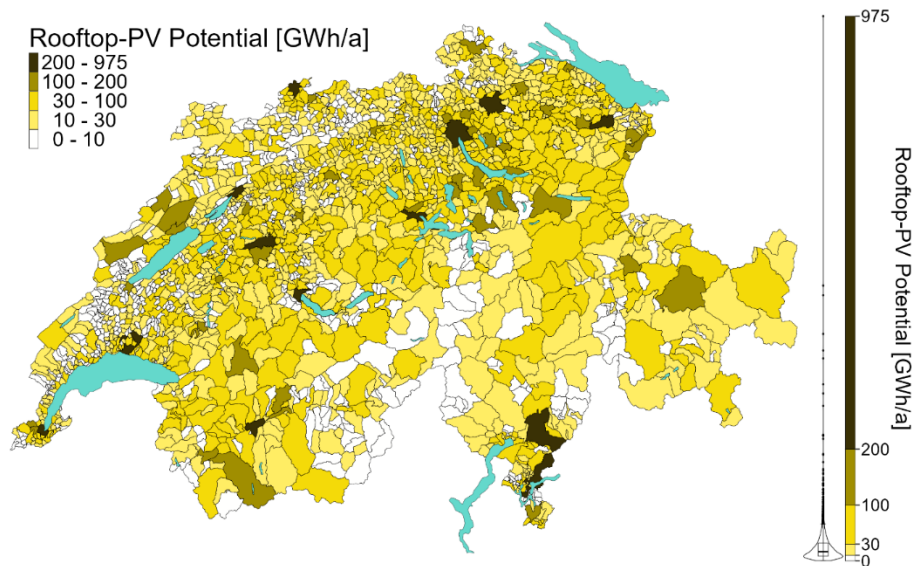 Rooftop-PV Potential [GWh/a]
200 - 975
100 - 200
30 - 100
10 - 30
0 - 10
975
200
100
30
0
Rooftop-PV Potential [GWh/a]